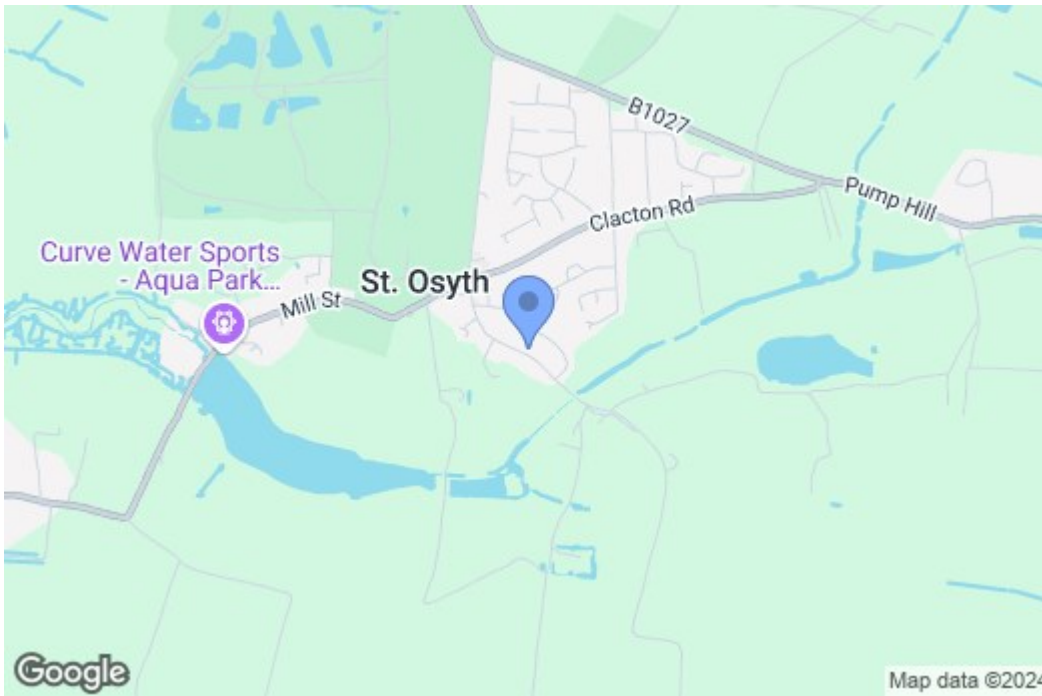 B1027
Pump Hill
Clacton Rd
Curve Water Sports
- Aqua Park...
St. Osyth
Mill St
Google
Map data ©2024